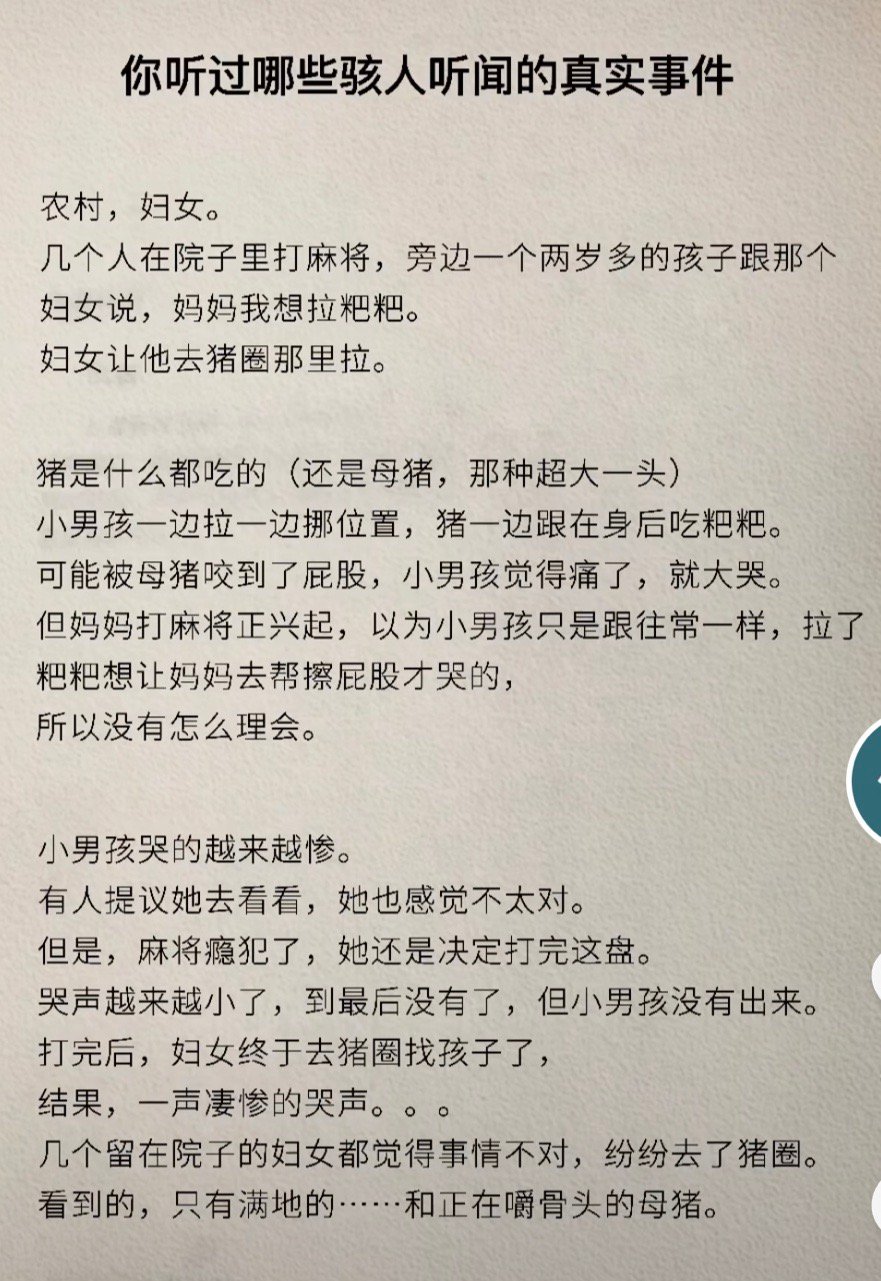 你听过哪些骇人听闻的真实事件
农村，妇女。
几个人在院子里打麻将，旁边一个两岁多的孩子跟那个
妇女说，妈妈我想拉粑粑。
妇女让他去猪圈那里拉。
猪是什么都吃的（还是母猪，那种超大一头）
小男孩一边拉一边挪位置，猪一边跟在身后吃粑粑。
可能被母猪咬到了屁股，小男孩觉得痛了，就大哭。
但妈妈打麻将正兴起，以为小男孩只是跟往常一样，拉了
粑粑想让妈妈去帮擦屁股才哭的，
所以没有怎么理会。
小男孩哭的越来越惨。
有人提议她去看看，她也感觉不太对。
但是，麻将瘾犯了，她还是决定打完这盘。
哭声越来越小了，到最后没有了，但小男孩没有出来。
打完后，妇女终于去猪圈找孩子了，
结果，一声凄惨的哭声。。。
几个留在院子的妇女都觉得事情不对，纷纷去了猪圈。
看到的，只有满地的……和正在嚼骨头的母猪。